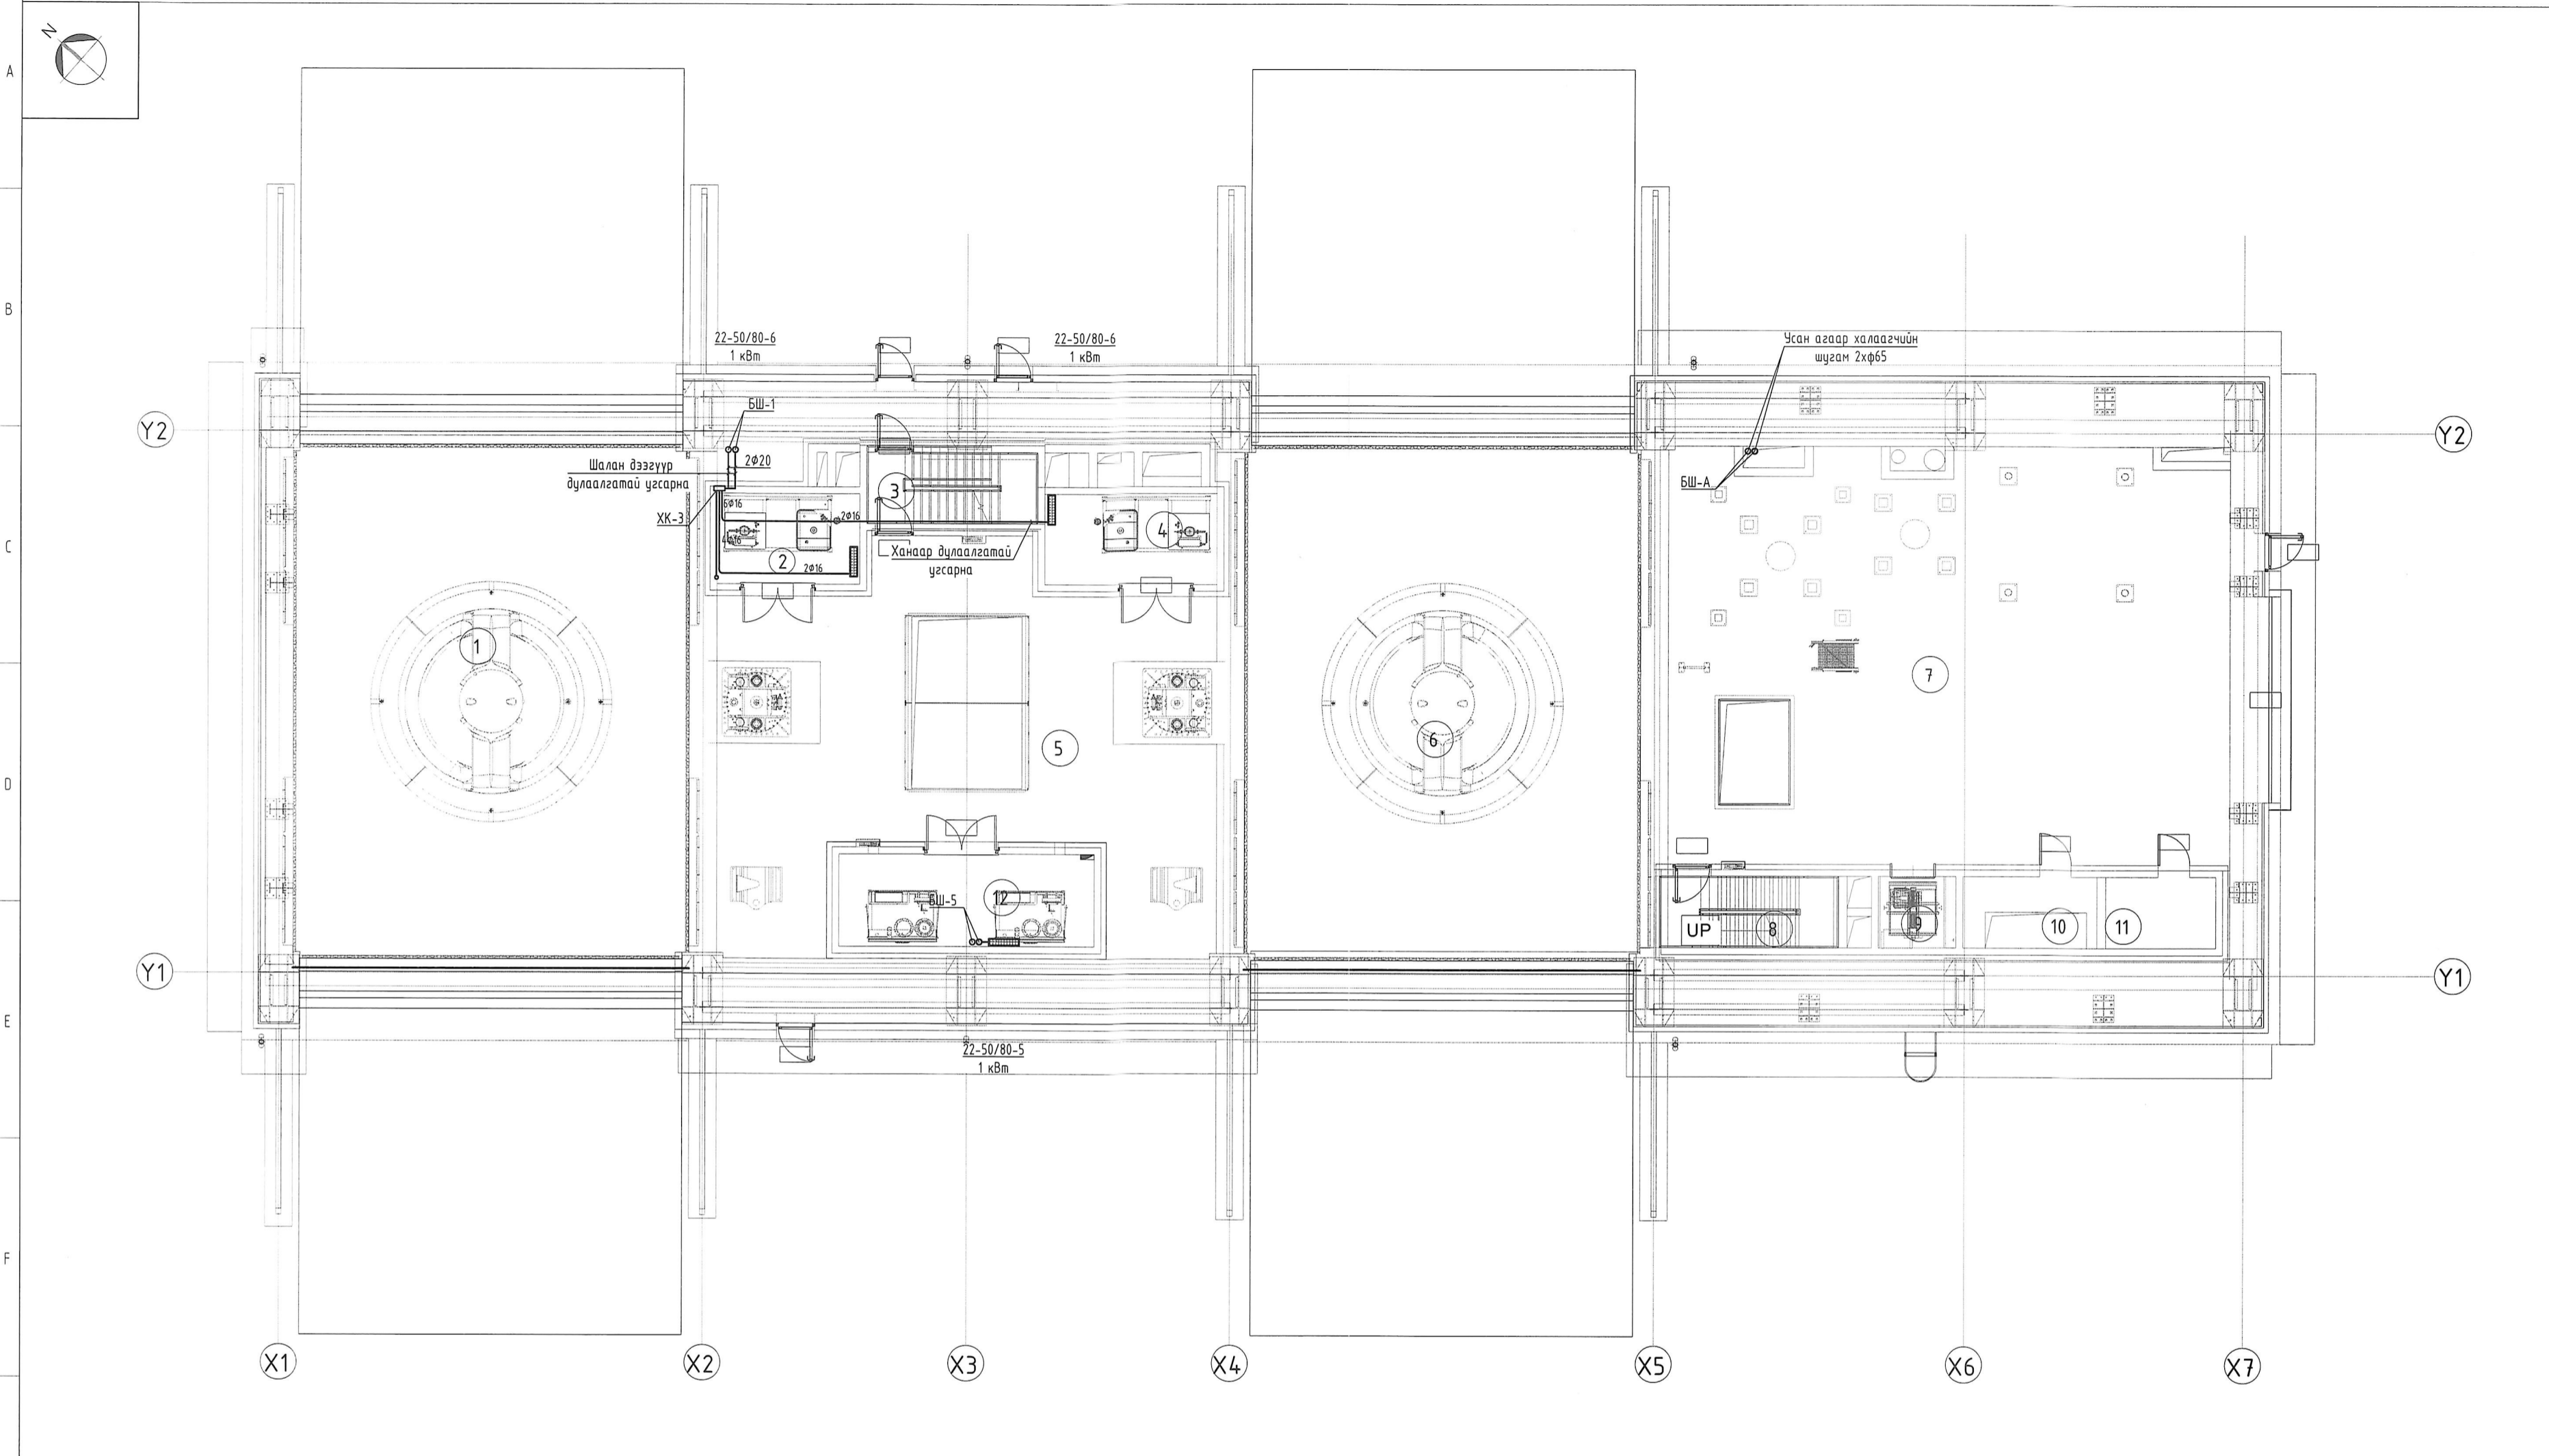 N
A
B
C
D
E
F
22-50/80-6
1 кВт
22-50/80-6
1 кВт
Усан агаар халаагчийн
шугам 2хф65
БШ-1
Y2
Y2
2Ф20
Шалан дээгүүр
дулаалгатай угсарна
БШ-А
3
ХК-3
6Ф16
2Ф16
4
4Ф16
2
Ханаар дулаалгатай
угсарна
2Ф16
1
7
5
6
12
БШ-5
UP
8
9
10
11
Y1
Y1
22-50/80-5
1 кВт
X1
X2
X3
X4
X5
X6
X7